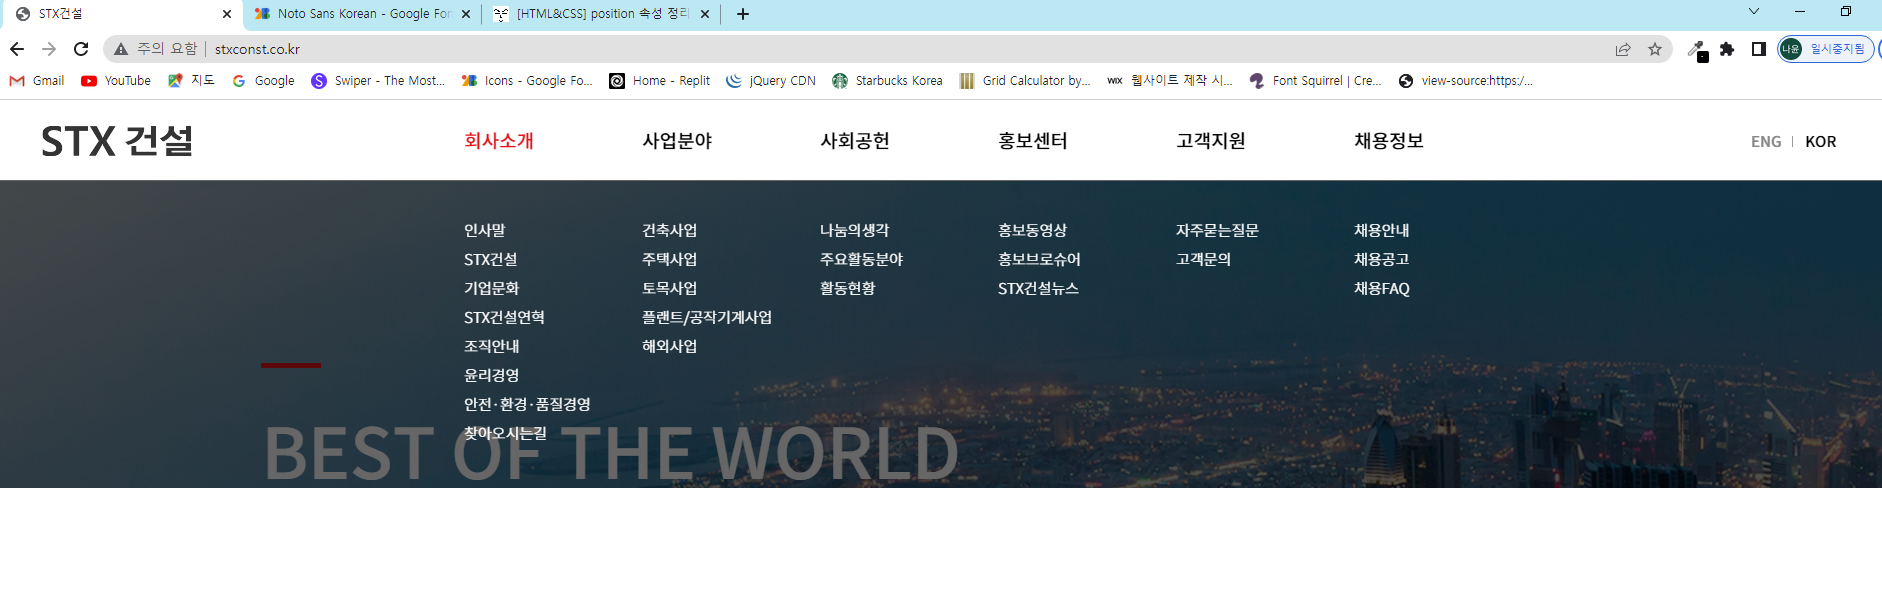 STX건설
Noto Sans Korean - Google For
[HTML&CSS] position 속성 정리
주의 요함 stxconst.co.kr
나윤 일시중지됨
Gmail YouTube 지도 Google Swiper - The Most... Icons - Google Fo... Home - Replit jQuery CDN Starbucks Korea Grid Calculator by... WIX 웹사이트 제작 시... Font Squirrel | Cre... view-source:https:/...
STX 건설 회사소개 사업분야 사회공헌 홍보센터 고객지원 채용정보 ENG | KOR
인사말 건축사업 나눔의생각 홍보동영상 자주묻는질문 채용안내
STX건설 주택사업 주요활동분야 홍보브로슈어 고객문의 채용공고
기업문화 토목사업 활동현황 STX건설뉴스 채용FAQ
STX건설연혁 플랜트/공작기계사업
조직안내 해외사업
윤리경영
안전·환경·품질경영
찾아오시는길
BEST OF THE WORLD